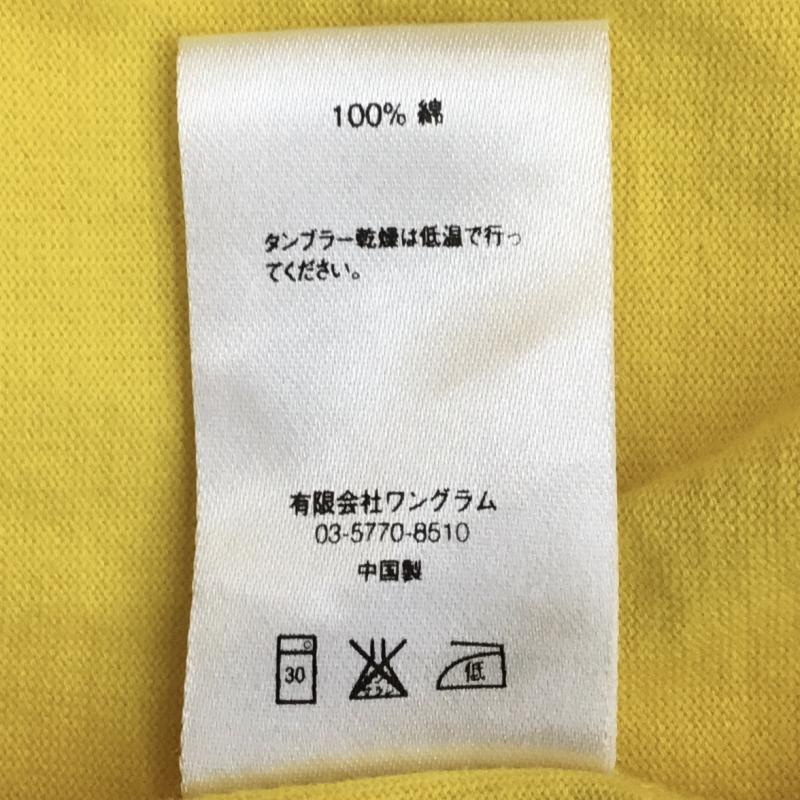 100% 綿
タンブラー乾燥は低温で行っ
てください。
有限会社ワングラム
03-5770-8510
中国製
30
低